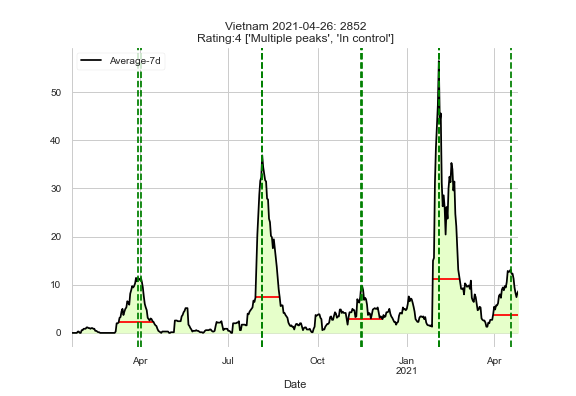 Vietnam 2021-04-26: 2852
Rating:4 ['Multiple peaks', 'In control']
Average-7d
50
40
30
20
10
0
Apr Jul Oct Jan Apr
2021
Date